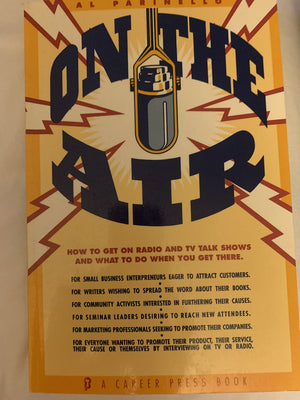 AL PARINELLO
ON THE
AIR
HOW TO GET ON RADIO AND TV TALK SHOWS
AND WHAT TO DO WHEN YOU GET THERE.
FOR SMALL BUSINESS ENTERPRENEURS EAGER TO ATTRACT CUSTOMERS.
FOR WRITERS WISHING TO SPREAD THE WORD ABOUT THEIR BOOKS.
FOR COMMUNITY ACTIVISTS INTERESTED IN FURTHERING THEIR CAUSES.
FOR SEMINAR LEADERS DESIRING TO REACH NEW ATTENDEES.
FOR MARKETING PROFESSIONALS SEEKING TO PROMOTE THEIR COMPANIES.
FOR EVERYONE WANTING TO PROMOTE THEIR PRODUCT, THEIR SERVICE,
THEIR CAUSE OR THEMSELVES BY INTERVIEWING ON TV OR RADIO.
A CAREER PRESS BOOK